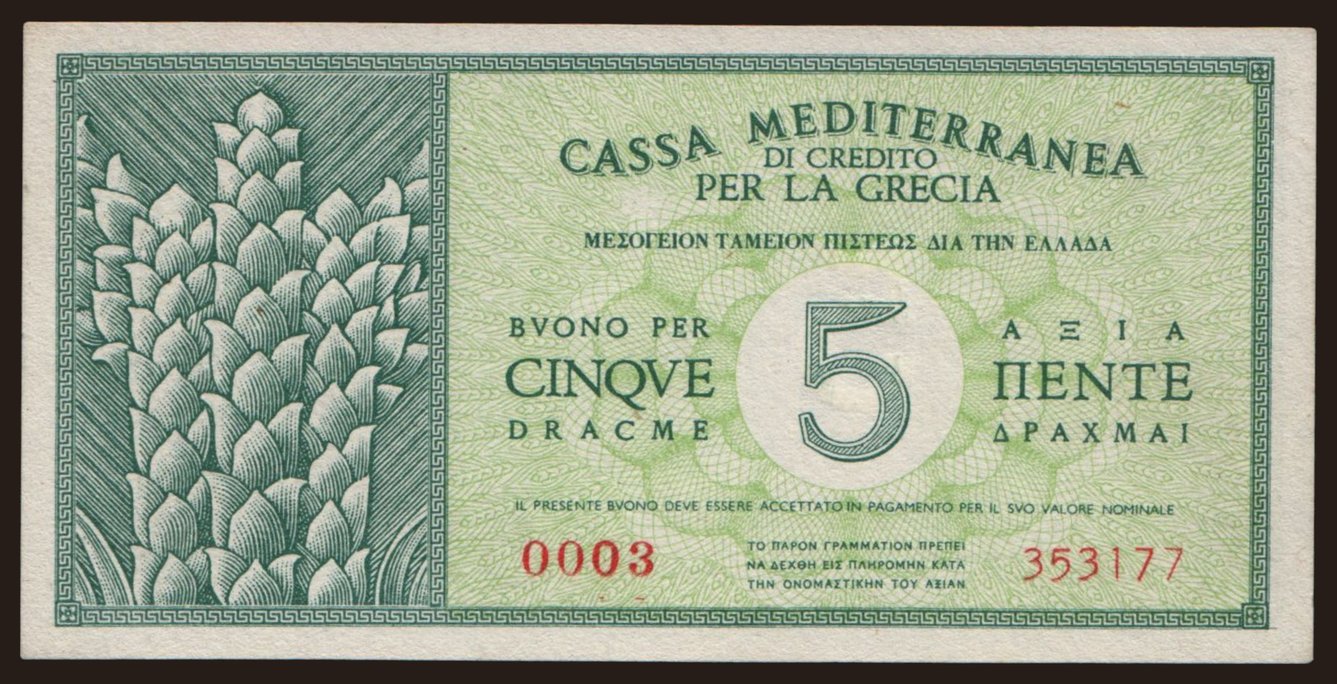 CASSA MEDITERRANEA
DI CREDITO
PER LA GRECIA
ΜΕΣΟΓΕΙΟΝ ΤΑΜΕΙΟΝ ΠΙΣΤΕΩΣ ΔΙΑ ΤΗΝ ΕΛΛΑΔΑ
BVONO PER
CINQVE
DRACME
5
ΑΞΙΑ
ΠΕΝΤΕ
ΔΡΑΧΜΑΙ
IL PRESENTE BVONO DEVE ESSERE ACCETTATO IN PAGAMENTO PER IL SVO VALORE NOMINALE
0003
ΤΟ ΠΑΡΟΝ ΓΡΑΜΜΑΤΙΟΝ ΠΡΕΠΕΙ
ΝΑ ΔΕΧΘΗ ΕΙΣ ΠΛΗΡΟΜΗΝ ΚΑΤΑ
ΤΗΝ ΟΝΟΜΑΣΤΙΚΗΝ ΤΟΥ ΑΞΙΑΝ
353177